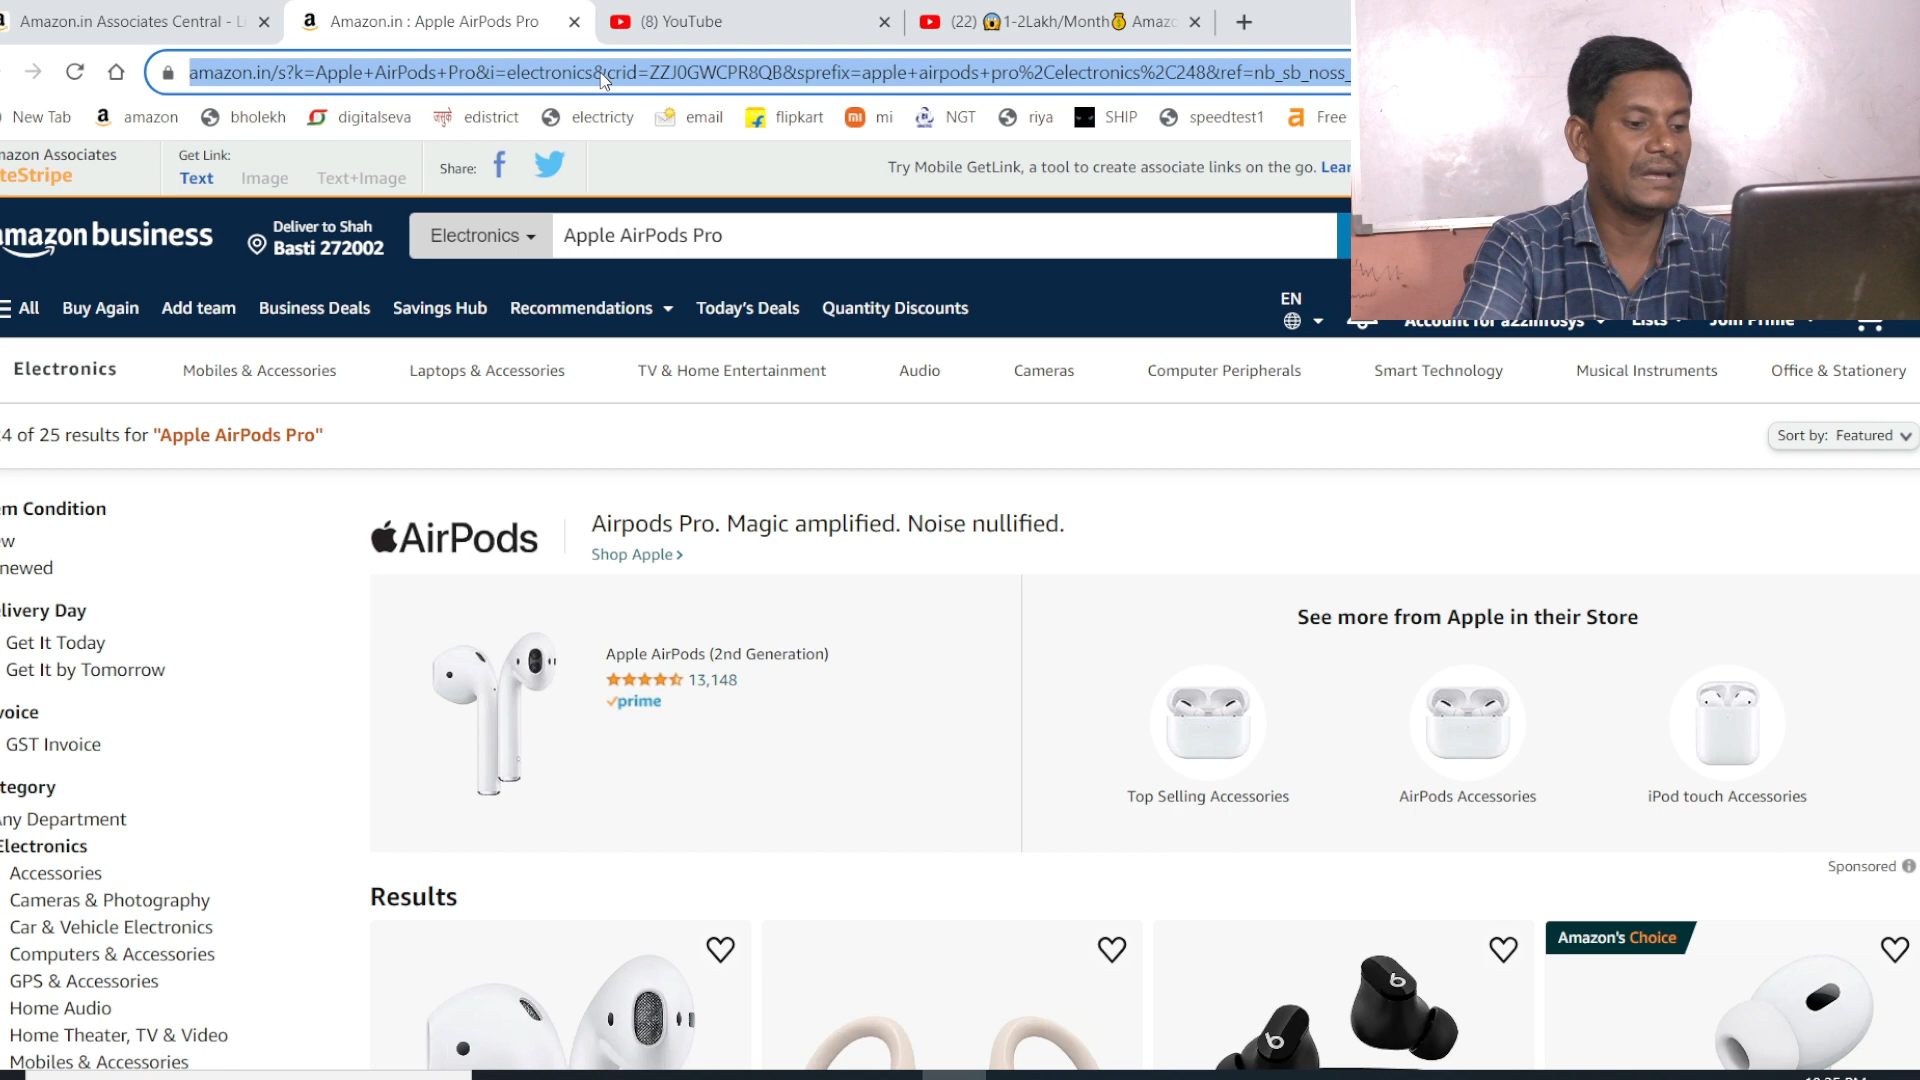 Amazon.in Associates Central - L
Amazon.in : Apple AirPods Pro
(8) YouTube
(22) 😱1-2Lakh/Month💰 Amazo
amazon.in/s?k=Apple+AirPods+Pro&i=electronics&crid=ZZJ0GWCPR8QB&sprefix=apple+airpods+pro%2Celectronics%2C248&ref=nb_sb_noss_
New Tab
amazon
bholekh
digitalseva
edistrict
electricty
email
flipkart
mi
NGT
riya
SHIP
speedtest1
Free
mazon Associates
teStripe
Get Link:
Text Image Text+Image
Share:
Try Mobile GetLink, a tool to create associate links on the go. Lear
amazon business
Deliver to Shah
Basti 272002
Electronics
Apple AirPods Pro
All
Buy Again
Add team
Business Deals
Savings Hub
Recommendations
Today's Deals
Quantity Discounts
EN
Account for a2zinfosys
Lists
Join Prime
Electronics
Mobiles & Accessories
Laptops & Accessories
TV & Home Entertainment
Audio
Cameras
Computer Peripherals
Smart Technology
Musical Instruments
Office & Stationery
4 of 25 results for "Apple AirPods Pro"
Sort by: Featured
em Condition
ew
newed
livery Day
Get It Today
Get It by Tomorrow
voice
GST Invoice
tegory
Any Department
Electronics
Accessories
Cameras & Photography
Car & Vehicle Electronics
Computers & Accessories
GPS & Accessories
Home Audio
Home Theater, TV & Video
Mobiles & Accessories
AirPods
Airpods Pro. Magic amplified. Noise nullified.
Shop Apple ›
Apple AirPods (2nd Generation)
13,148
prime
See more from Apple in their Store
Top Selling Accessories
AirPods Accessories
iPod touch Accessories
Sponsored
Results
Amazon's Choice